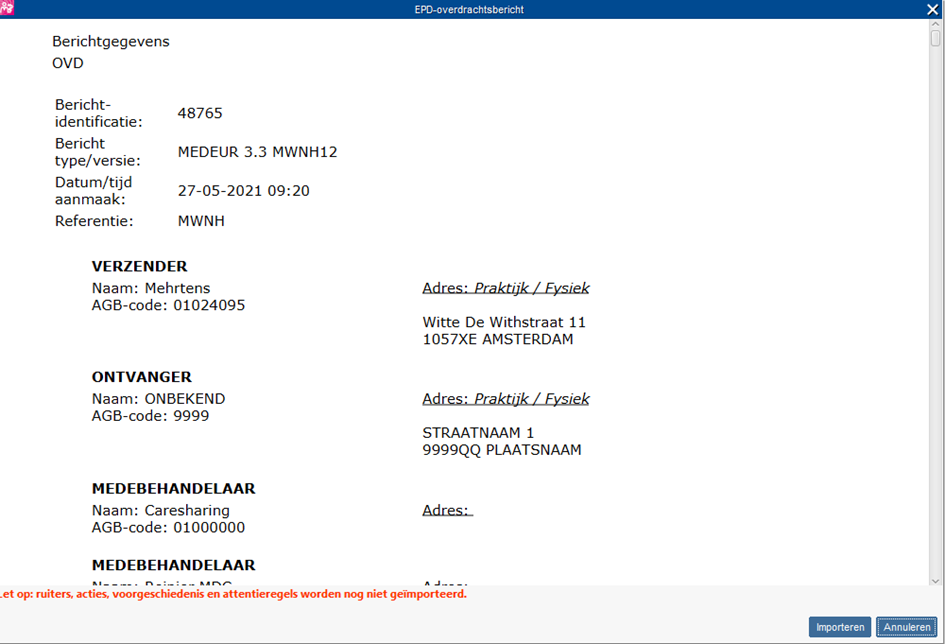 EPD-overdrachtsbericht
Berichtgegevens
OVD
Bericht-
identificatie: 48765
Bericht
type/versie: MEDEUR 3.3 MWNH12
Datum/tijd
aanmaak: 27-05-2021 09:20
Referentie: MWNH
VERZENDER
Naam: Mehrtens Adres: Praktijk / Fysiek
AGB-code: 01024095
Witte De Withstraat 11
1057XE AMSTERDAM
ONTVANGER
Naam: ONBEKEND Adres: Praktijk / Fysiek
AGB-code: 9999
STRAATNAAM 1
9999QQ PLAATSNAAM
MEDEBEHANDELAAR
Naam: Caresharing Adres:
AGB-code: 01000000
MEDEBEHANDELAAR
Naam: Reinier MDC Adres:
Let op: ruiters, acties, voorgeschiedenis en attentieregels worden nog niet geïmporteerd.
Importeren Annuleren